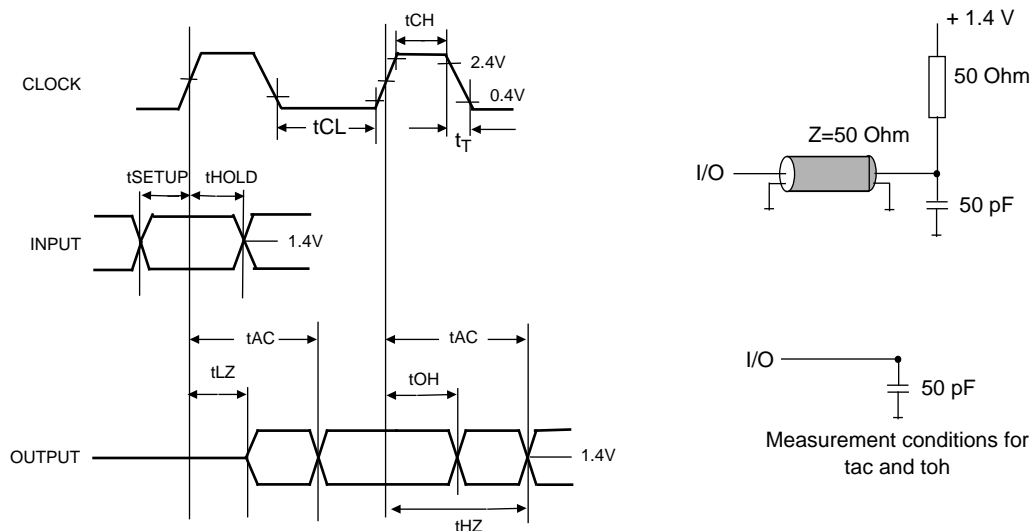 tCH
2.4V
CLOCK
0.4V
tCL
tT
tSETUP
tHOLD
INPUT
1.4V
tAC
tAC
tLZ
tOH
OUTPUT
1.4V
tHZ
+ 1.4 V
50 Ohm
Z=50 Ohm
I/O
50 pF
I/O
50 pF
Measurement conditions for
tac and toh